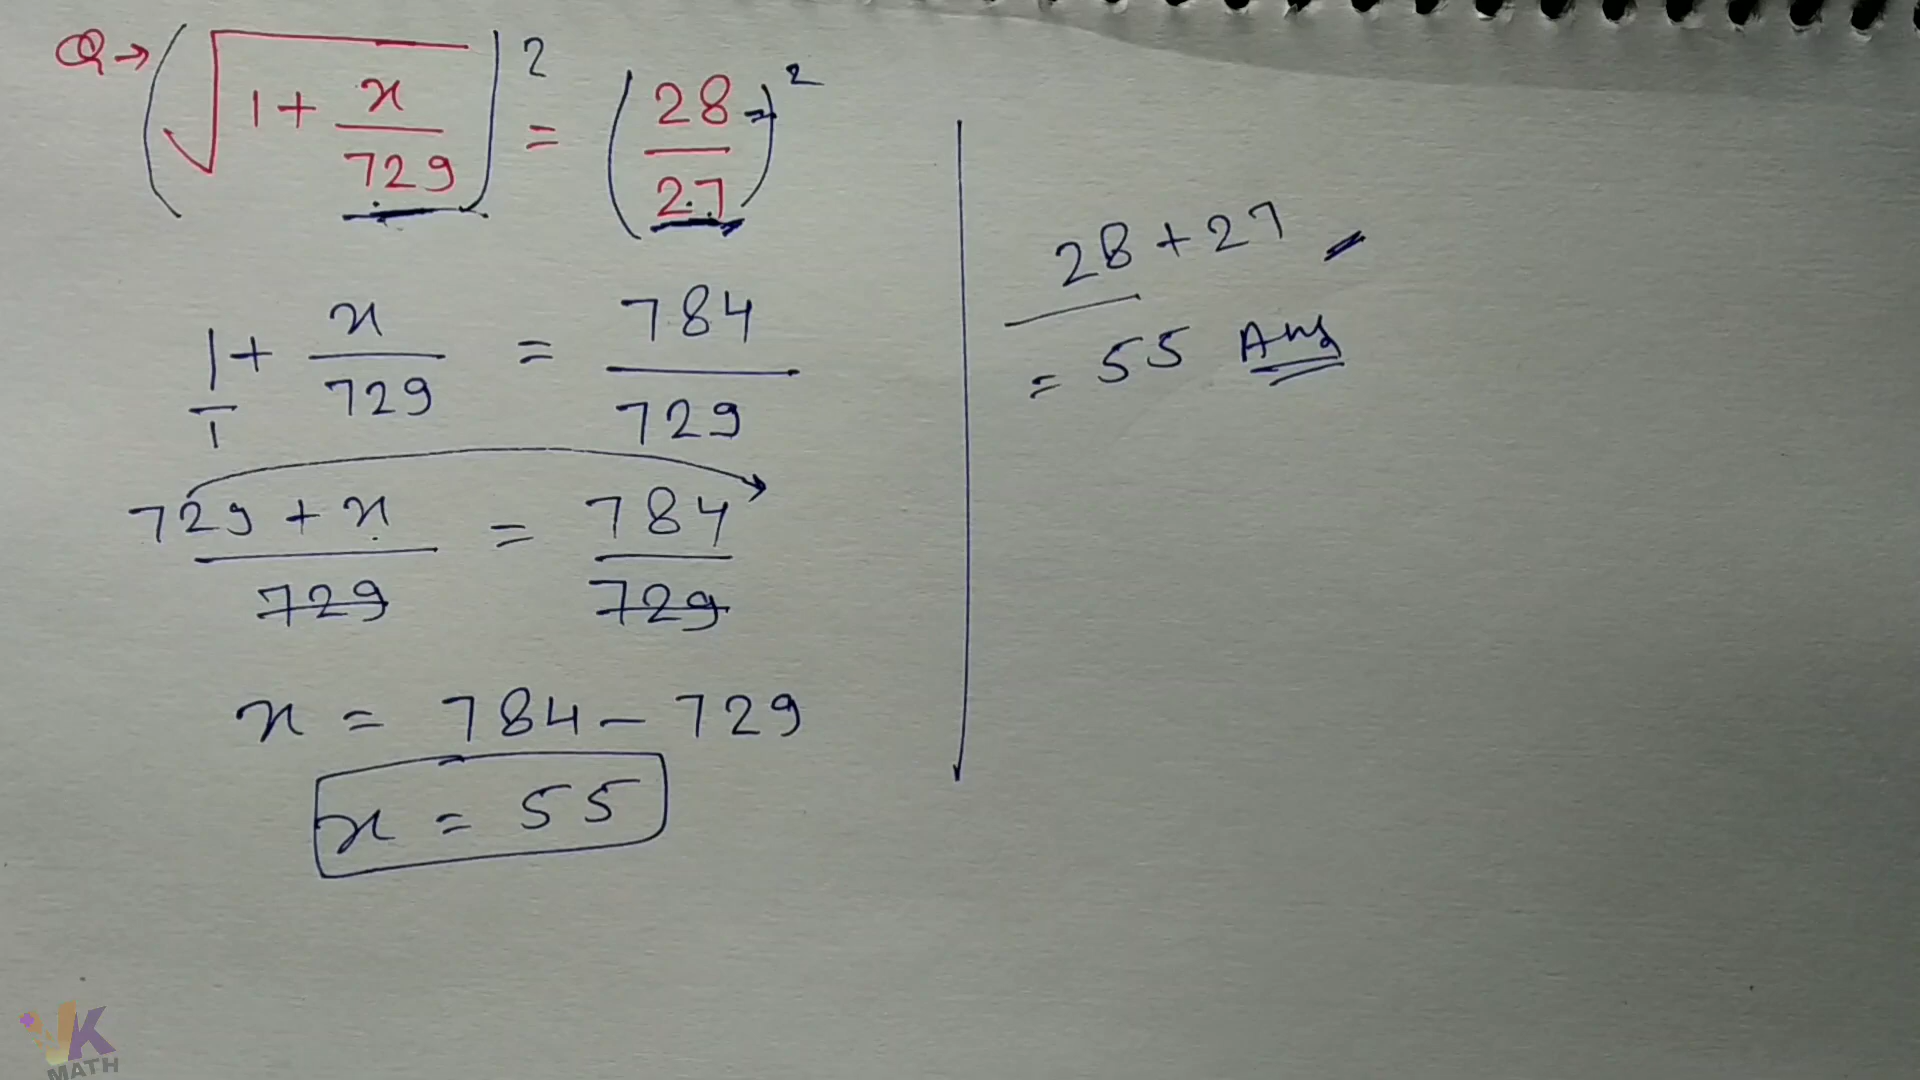 Q→ (√(1 + x/729))² = (28/27)²
1/1 + x/729 = 784/729
729 + x/729 = 784/729
x = 784 - 729
x = 55
28 + 27
= 55 Ans
VK
MATH